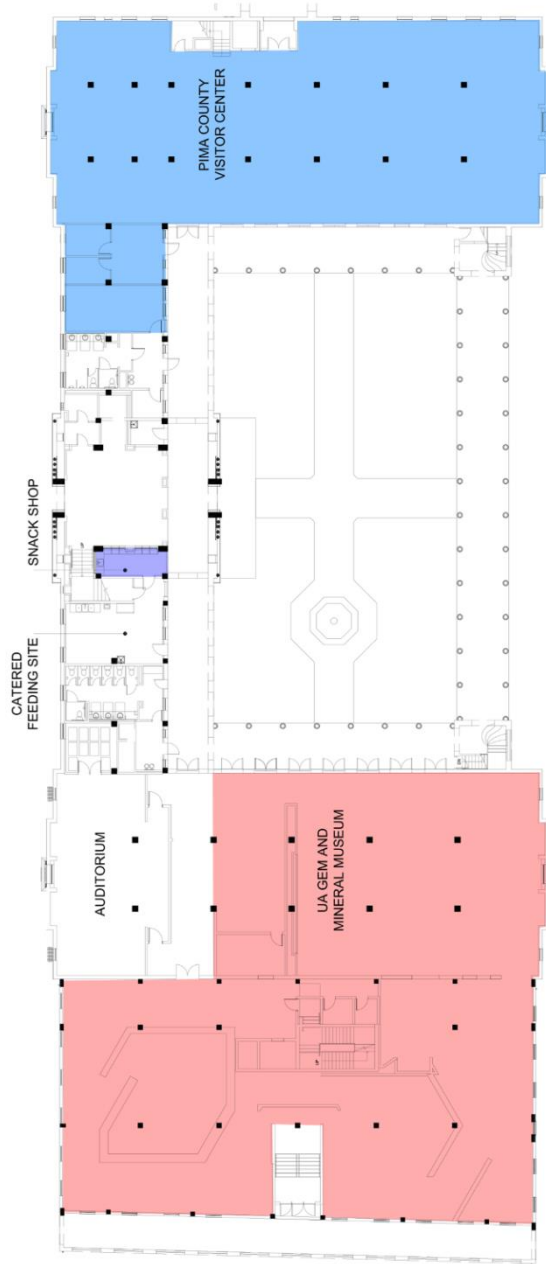 PIMA COUNTY
VISITOR CENTER
SNACK SHOP
CATERED
FEEDING SITE
AUDITORIUM
UA GEM AND
MINERAL MUSEUM